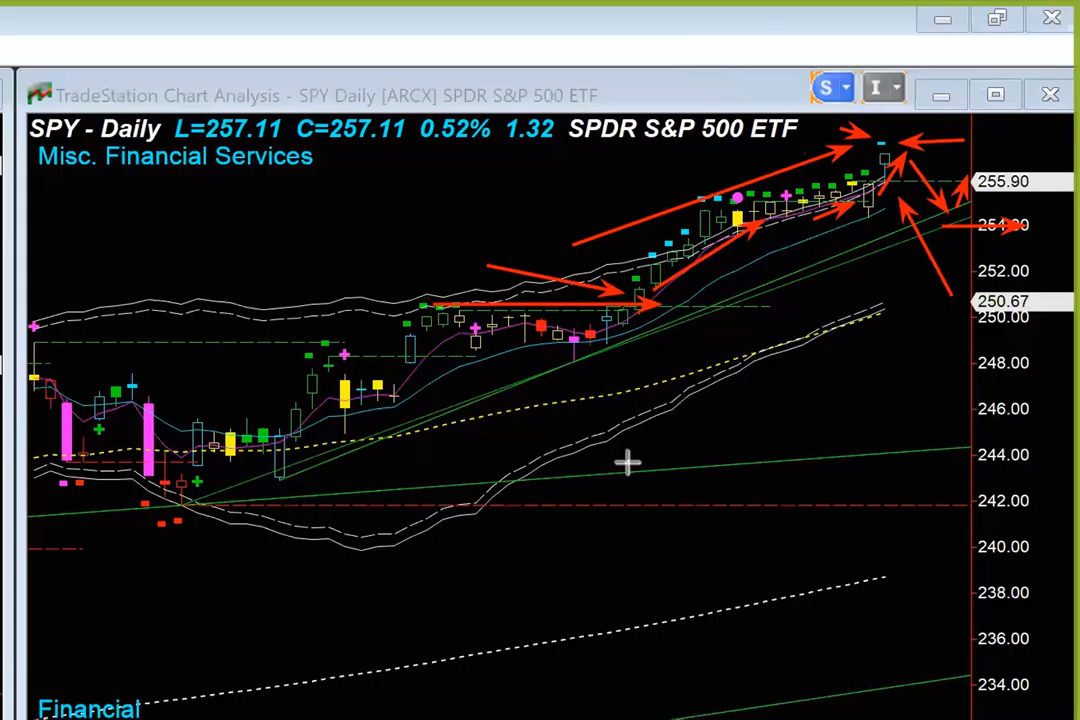 TradeStation Chart Analysis - SPY Daily [ARCX] SPDR S&P 500 ETF
S
I
SPY - Daily L=257.11 C=257.11 0.52% 1.32 SPDR S&P 500 ETF
Misc. Financial Services
255.90
254.00
252.00
250.67
250.00
248.00
246.00
244.00
242.00
240.00
238.00
236.00
234.00
Financial